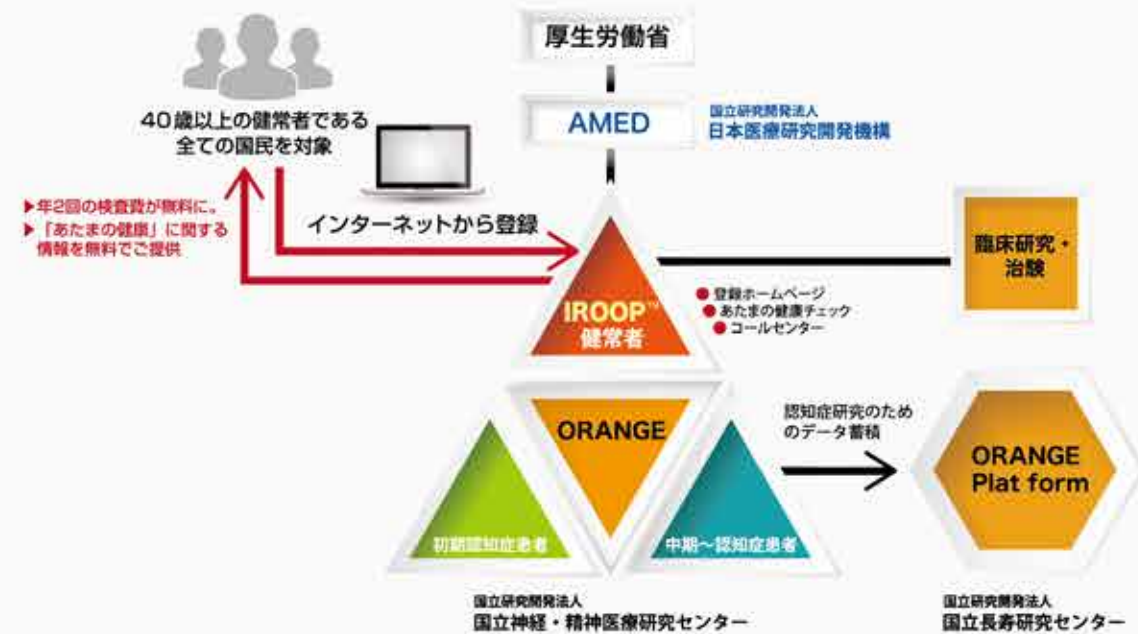 厚生労働省
AMED
国立研究開発法人
日本医療研究開発機構
40歳以上の健常者である
全ての国民を対象
▶年2回の検査費が無料に。
▶「あたまの健康」に関する
情報を無料でご提供
インターネットから登録
臨床研究・
治験
IROOP™
健常者
●登録ホームページ
●あたまの健康チェック
●コールセンター
ORANGE
初期認知症患者
中期～認知症患者
認知症研究のため
のデータ蓄積
ORANGE
Plat form
国立研究開発法人
国立神経・精神医療研究センター
国立研究開発法人
国立長寿研究センター